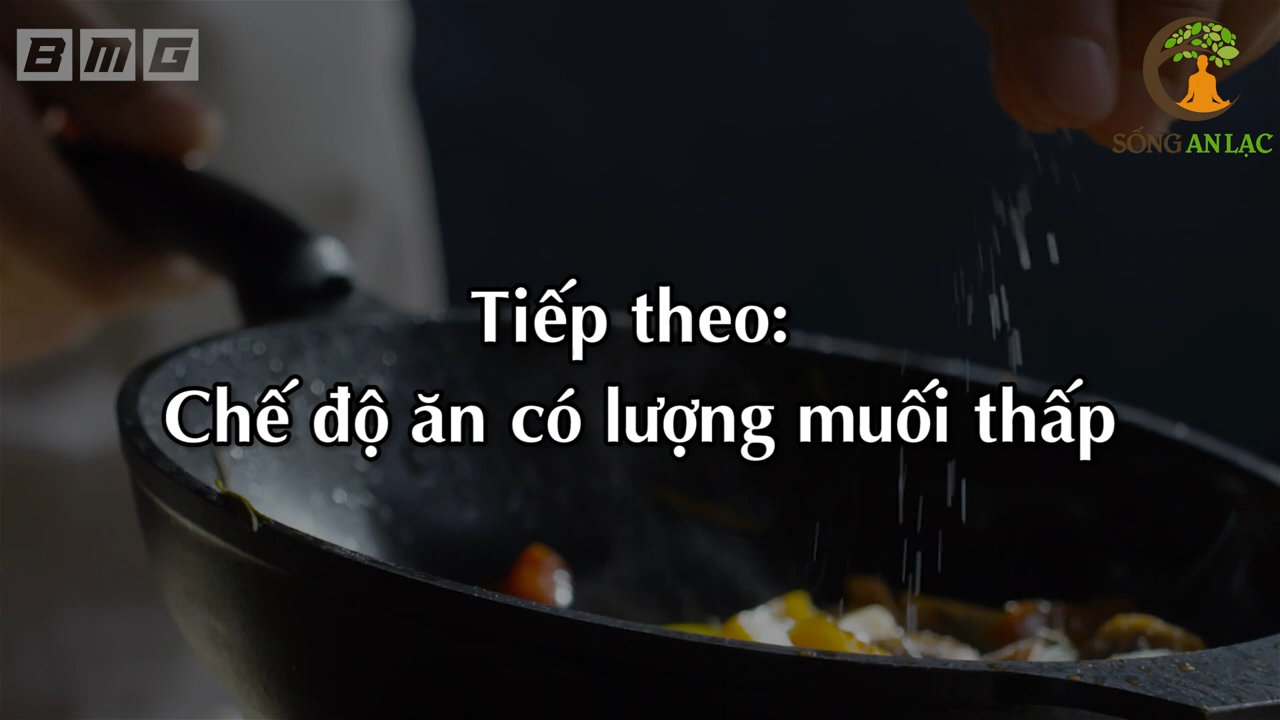 BMG
SỐNG AN LẠC
Tiếp theo:
Chế độ ăn có lượng muối thấp